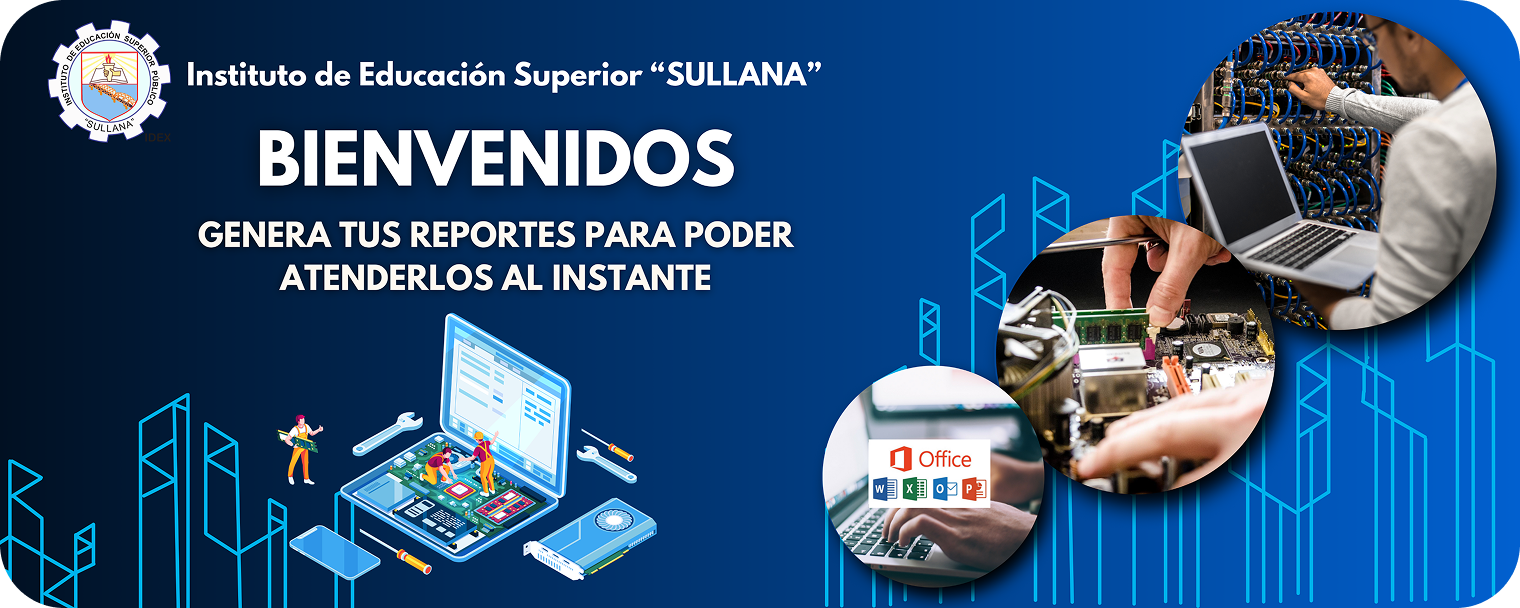 INSTITUTO DE EDUCACIÓN SUPERIOR PÚBLICO
"SULLANA"
IDEX
Instituto de Educación Superior “SULLANA”
BIENVENIDOS
GENERA TUS REPORTES PARA PODER
ATENDERLOS AL INSTANTE
Office
W X O P